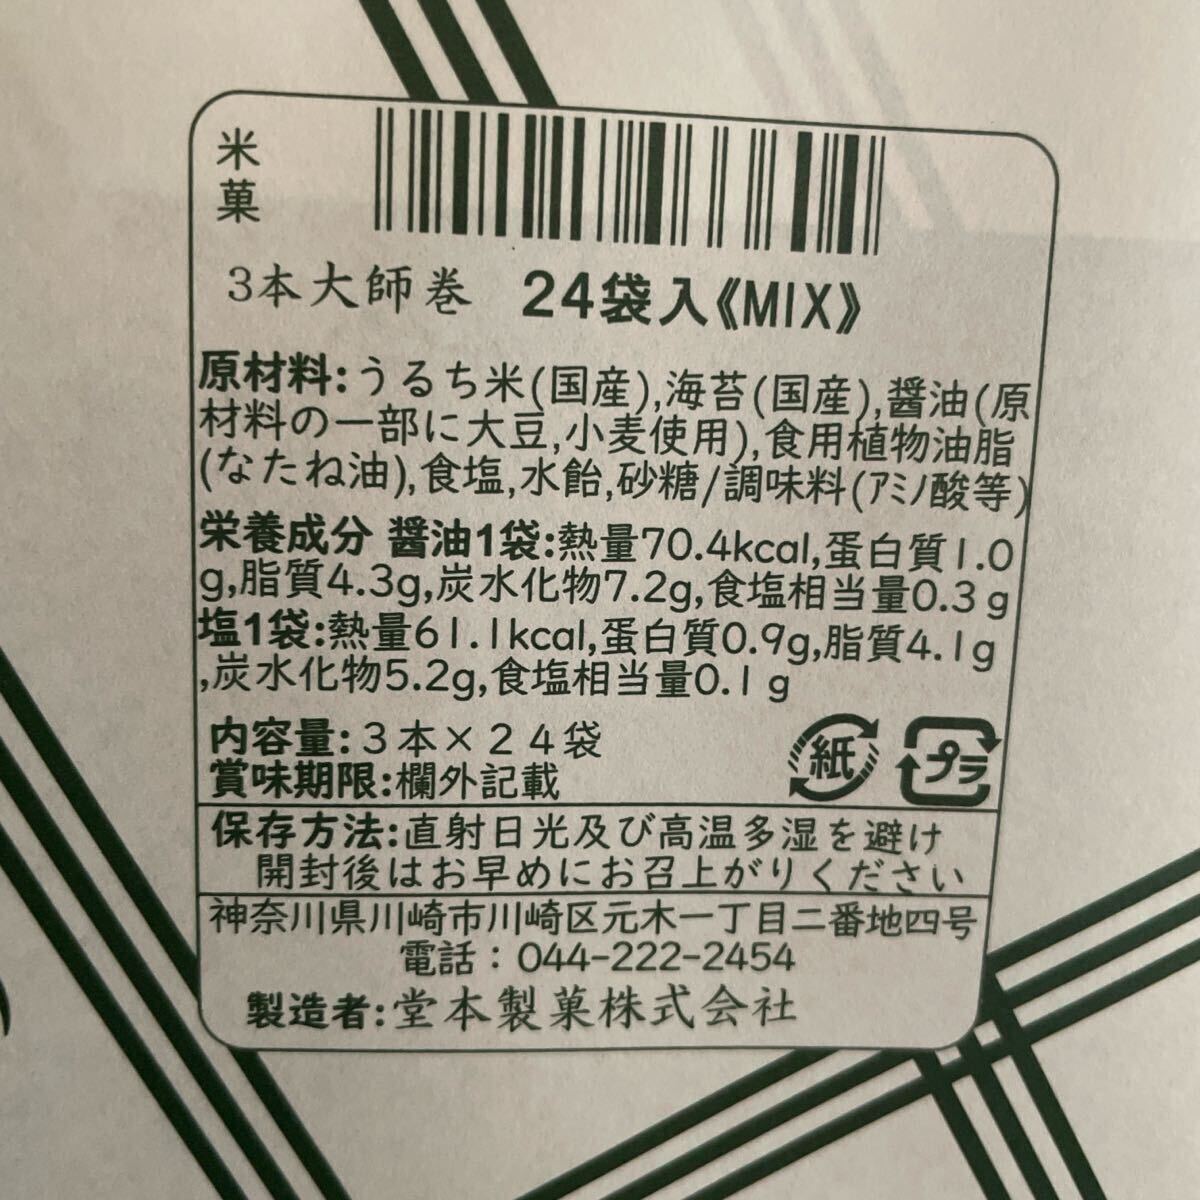 米菓
3本大師巻 24袋入《MIX》
原材料:うるち米(国産),海苔(国産),醤油(原
材料の一部に大豆,小麦使用),食用植物油脂
(なたね油),食塩,水飴,砂糖/調味料(アミノ酸等)
栄養成分 醤油1袋:熱量70.4kcal,蛋白質1.0
g,脂質4.3g,炭水化物7.2g,食塩相当量0.3g
塩1袋:熱量61.1kcal,蛋白質0.9g,脂質4.1g
,炭水化物5.2g,食塩相当量0.1g
内容量:3本×24袋
賞味期限:欄外記載
紙
プラ
保存方法:直射日光及び高温多湿を避け
開封後はお早めにお召上がりください
神奈川県川崎市川崎区元木一丁目二番地四号
電話:044-222-2454
製造者:堂本製菓株式会社